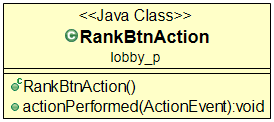 <<Java Class>>
RankBtnAction
lobby_p
RankBtnAction()
actionPerformed(ActionEvent):void